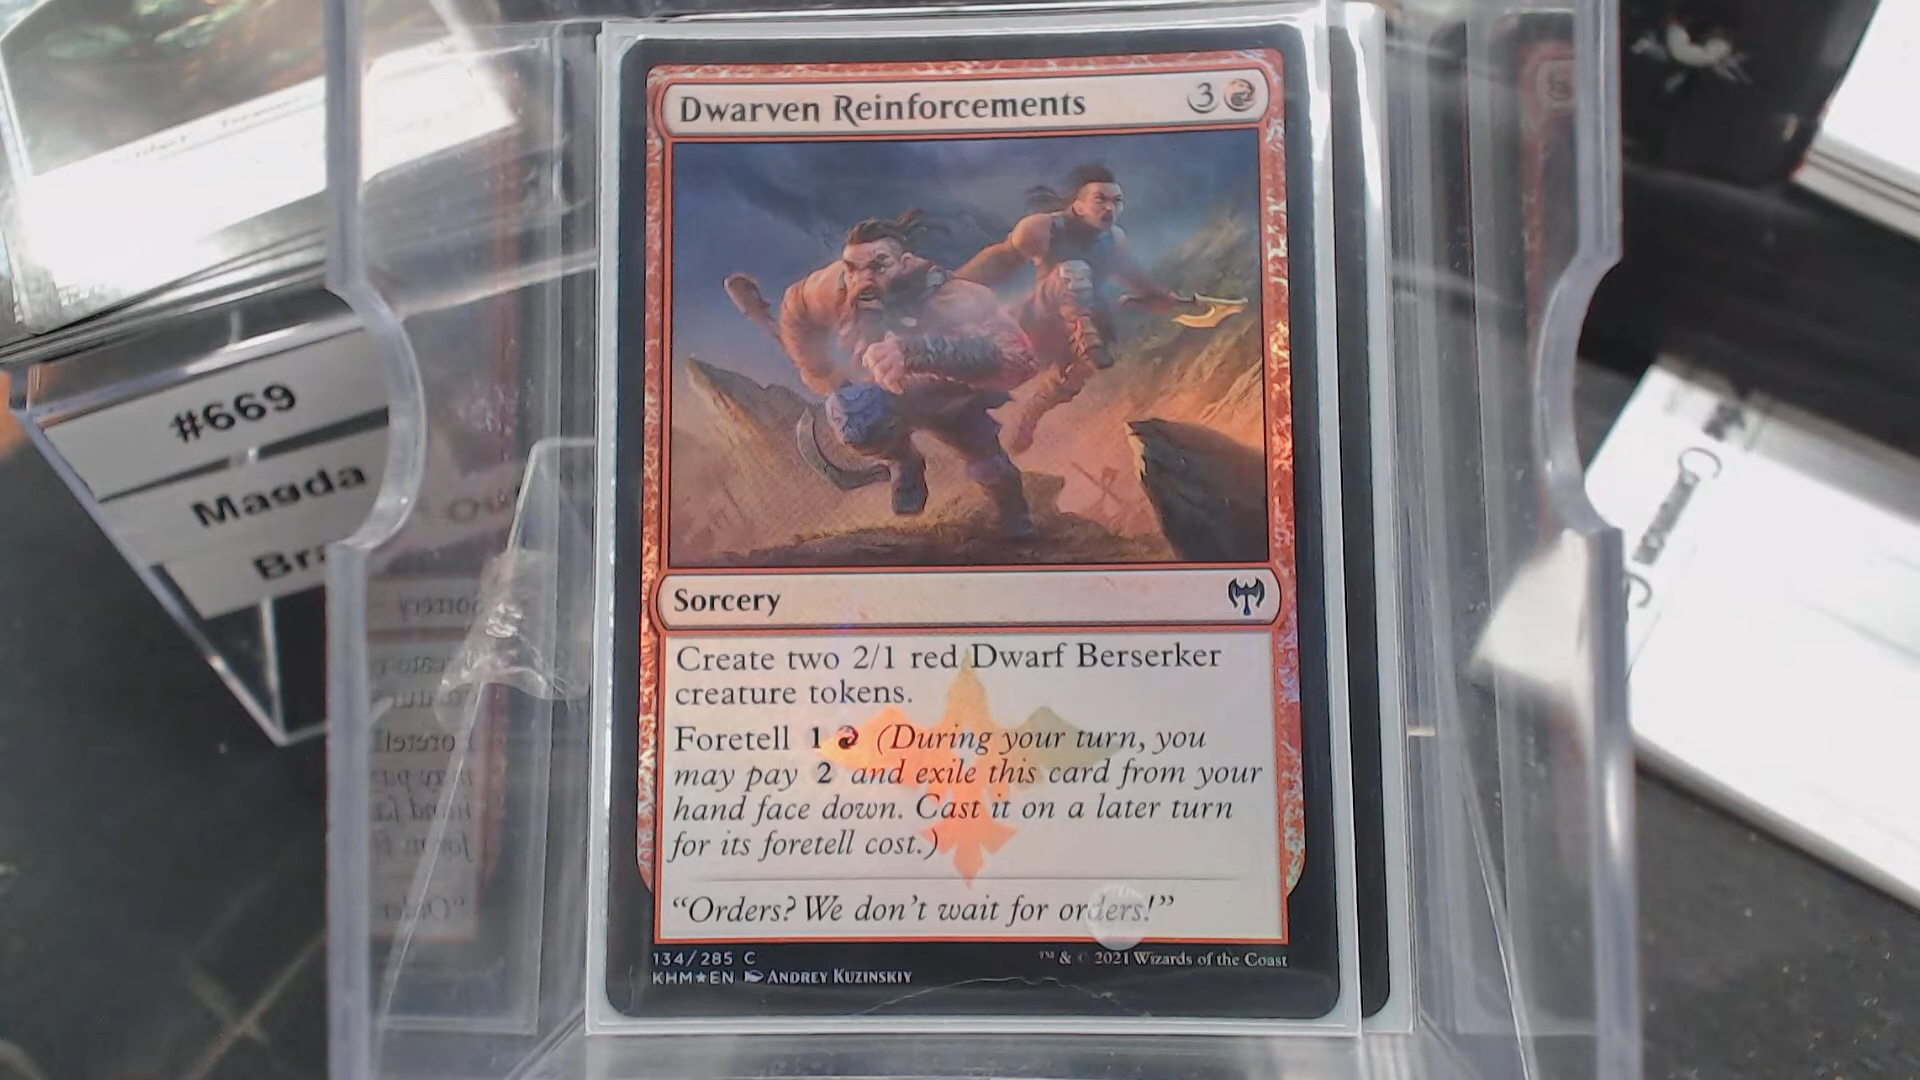 Dwarven Reinforcements 3
Sorcery
Create two 2/1 red Dwarf Berserker
creature tokens.
Foretell 1 (During your turn, you
may pay 2 and exile this card from your
hand face down. Cast it on a later turn
for its foretell cost.)
“Orders? We don’t wait for orders!”
134/285 C
KHM★EN Andrey Kuzinskiy
™ & © 2021 Wizards of the Coast
#669
Magda